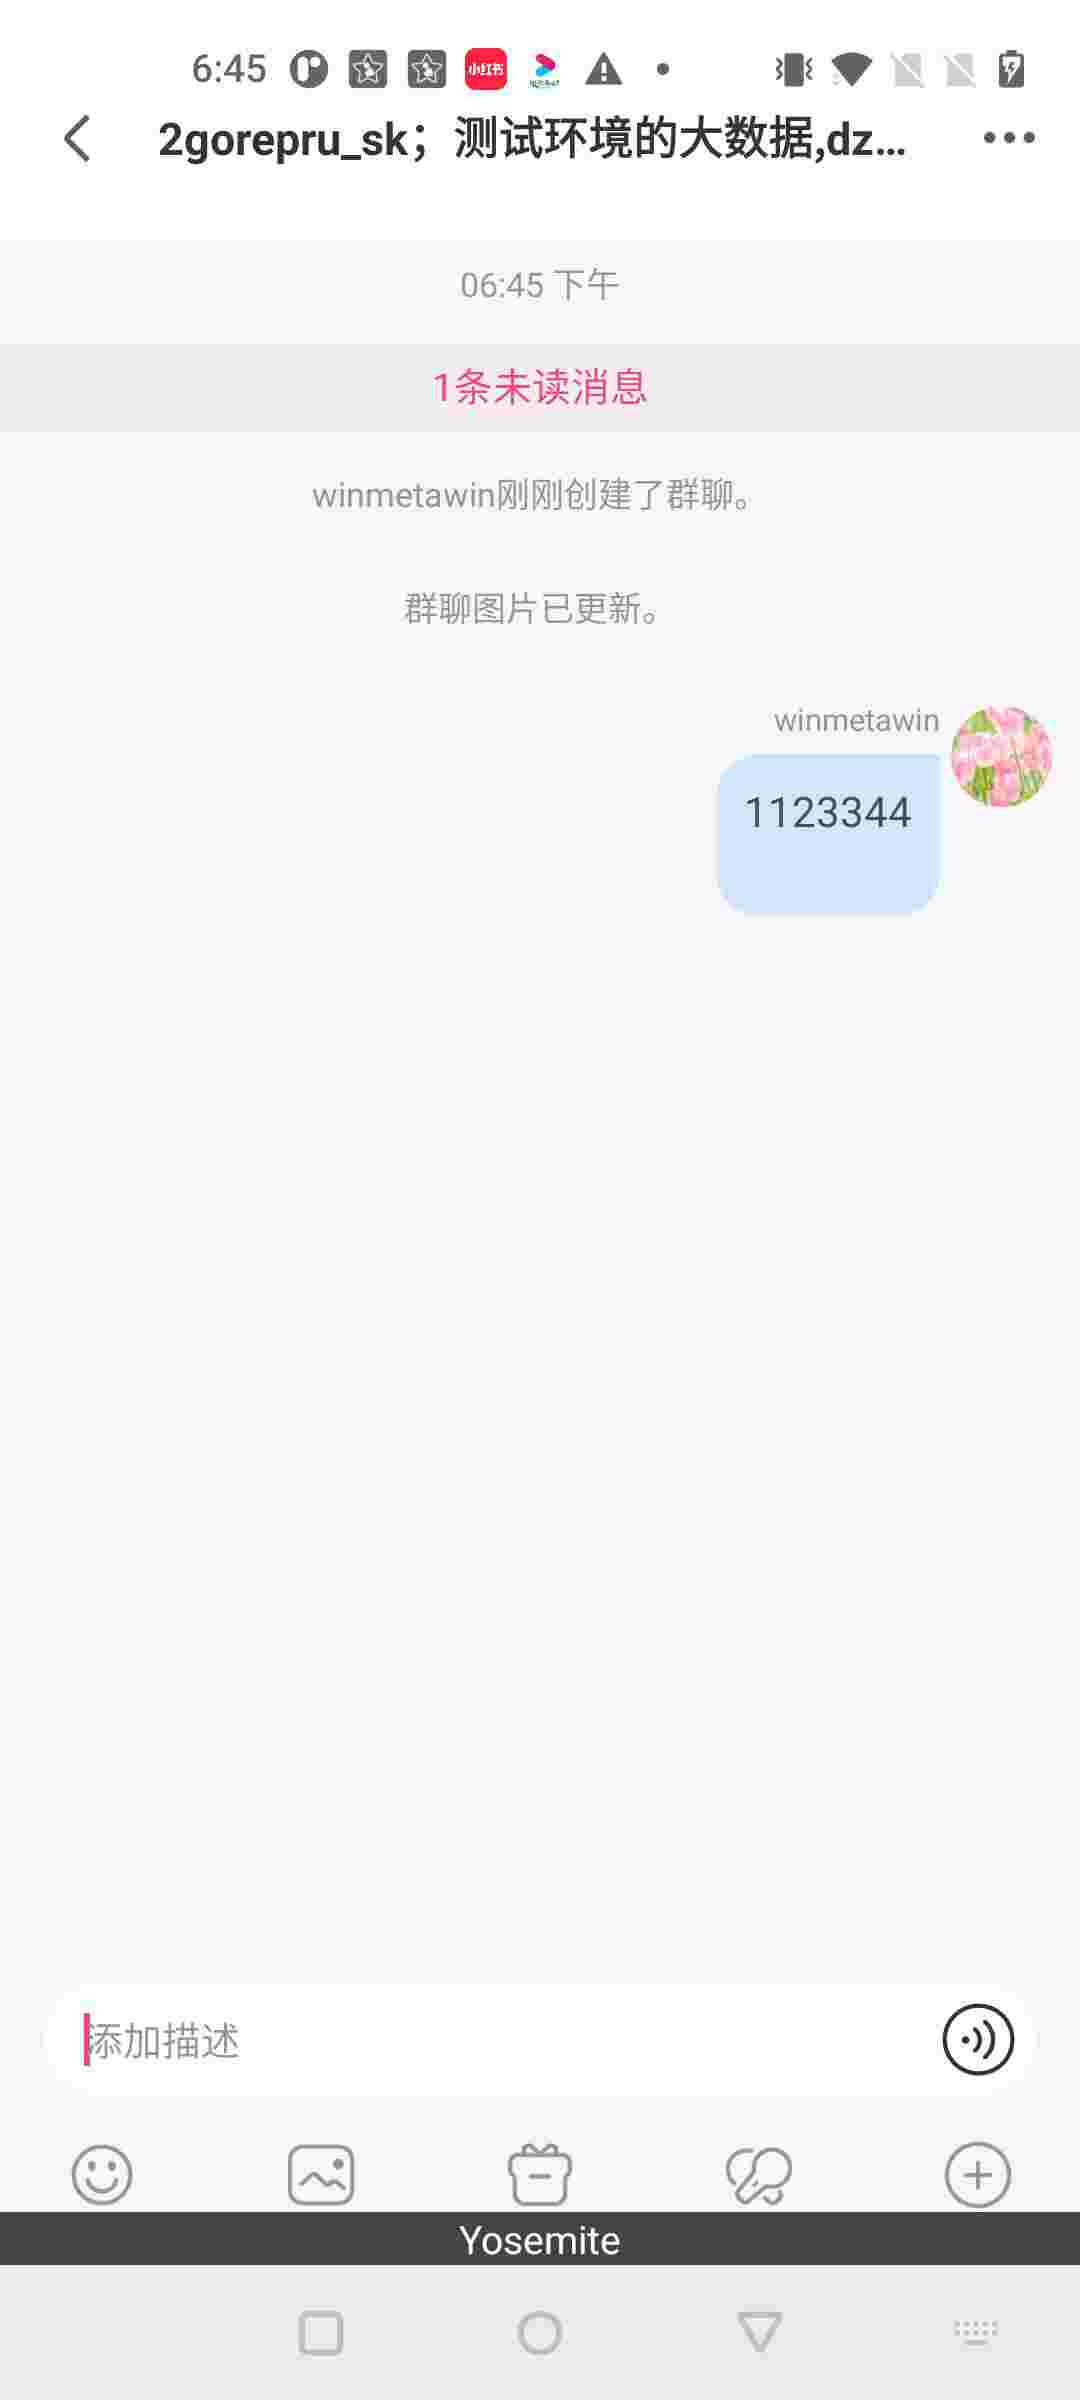 6:45
小红书
2gorepru_sk；测试环境的大数据,dz...
06:45 下午
1条未读消息
winmetawin刚刚创建了群聊。
群聊图片已更新。
winmetawin
1123344
添加描述
Yosemite